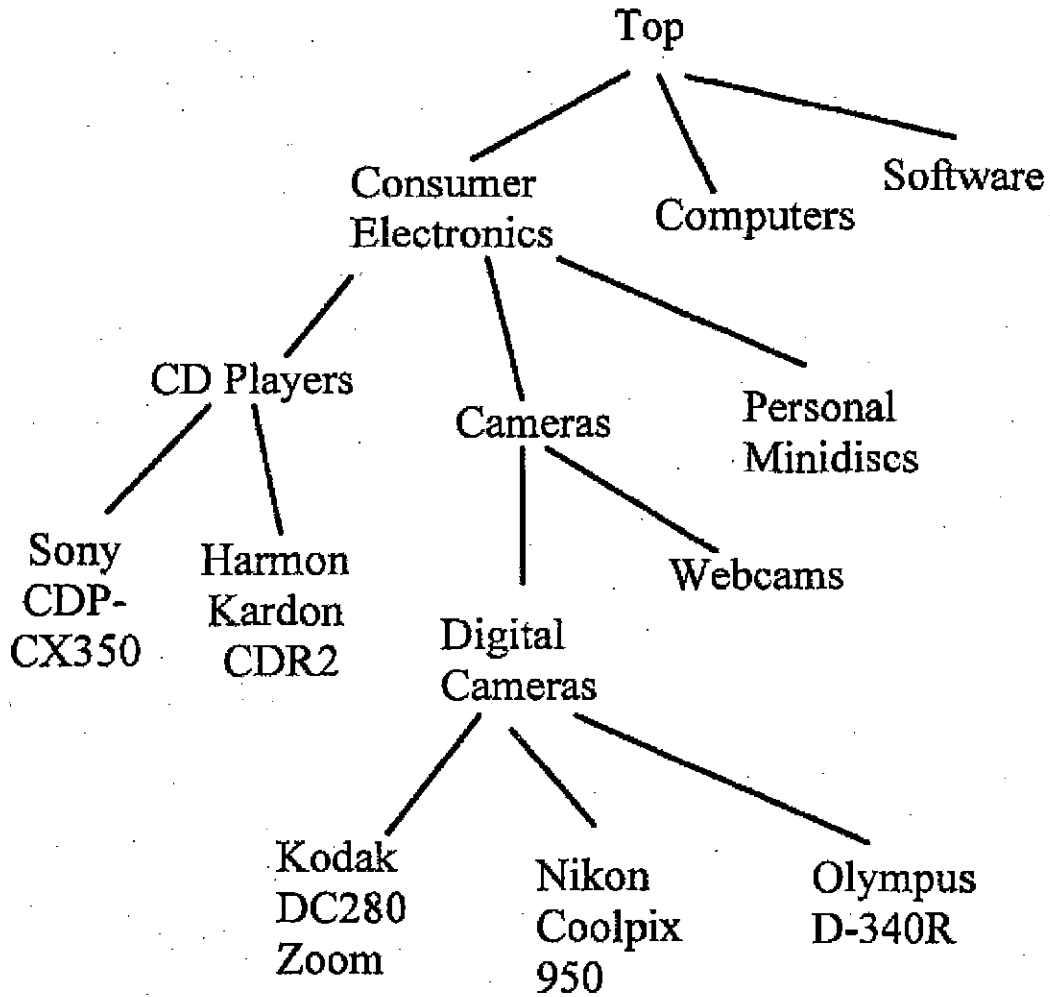 Top
Consumer
Electronics
Computers
Software
CD Players
Cameras
Personal
Minidiscs
Sony
CDP-
CX350
Harmon
Kardon
CDR2
Digital
Cameras
Webcams
Kodak
DC280
Zoom
Nikon
Coolpix
950
Olympus
D-340R